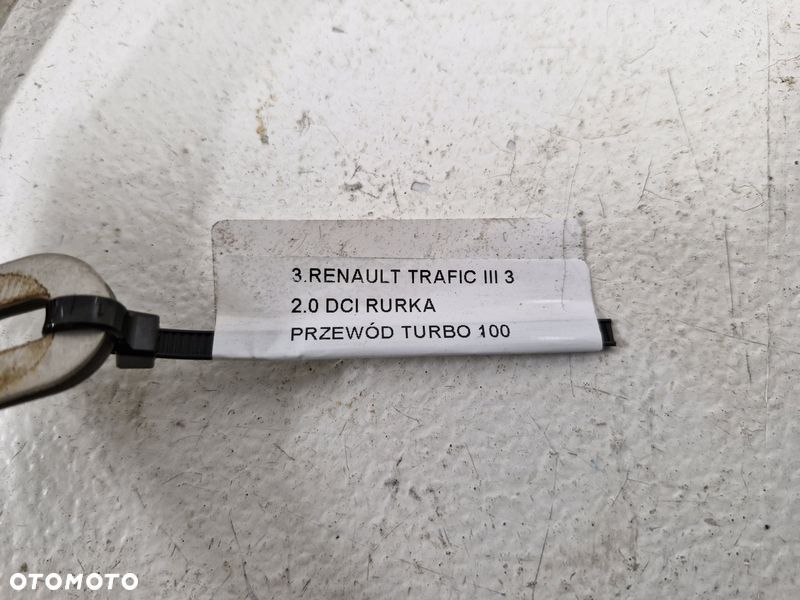 3.RENAULT TRAFIC III 3
2.0 DCI RURKA
PRZEWÓD TURBO 100
OTOMOTO